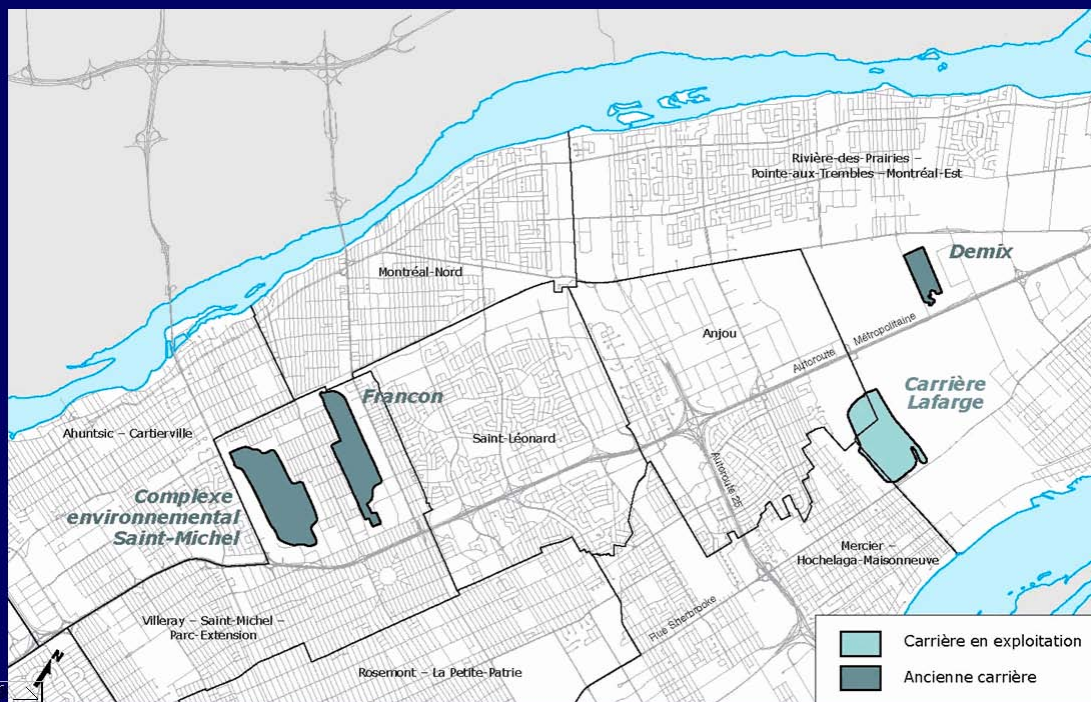 Rivière-des-Prairies –
Pointe-aux-Trembles –Montréal-Est
Demix
Montréal-Nord
Anjou
Autoroute Métropolitaine
Carrière
Lafarge
Francon
Ahuntsic – Cartierville
Saint-Léonard
Autoroute 25
Complexe
environnemental
Saint-Michel
Mercier –
Hochelaga-Maisonneuve
Villeray – Saint-Michel –
Parc-Extension
Rue Sherbrooke
Rosemont – La Petite-Patrie
N
Carrière en exploitation
Ancienne carrière